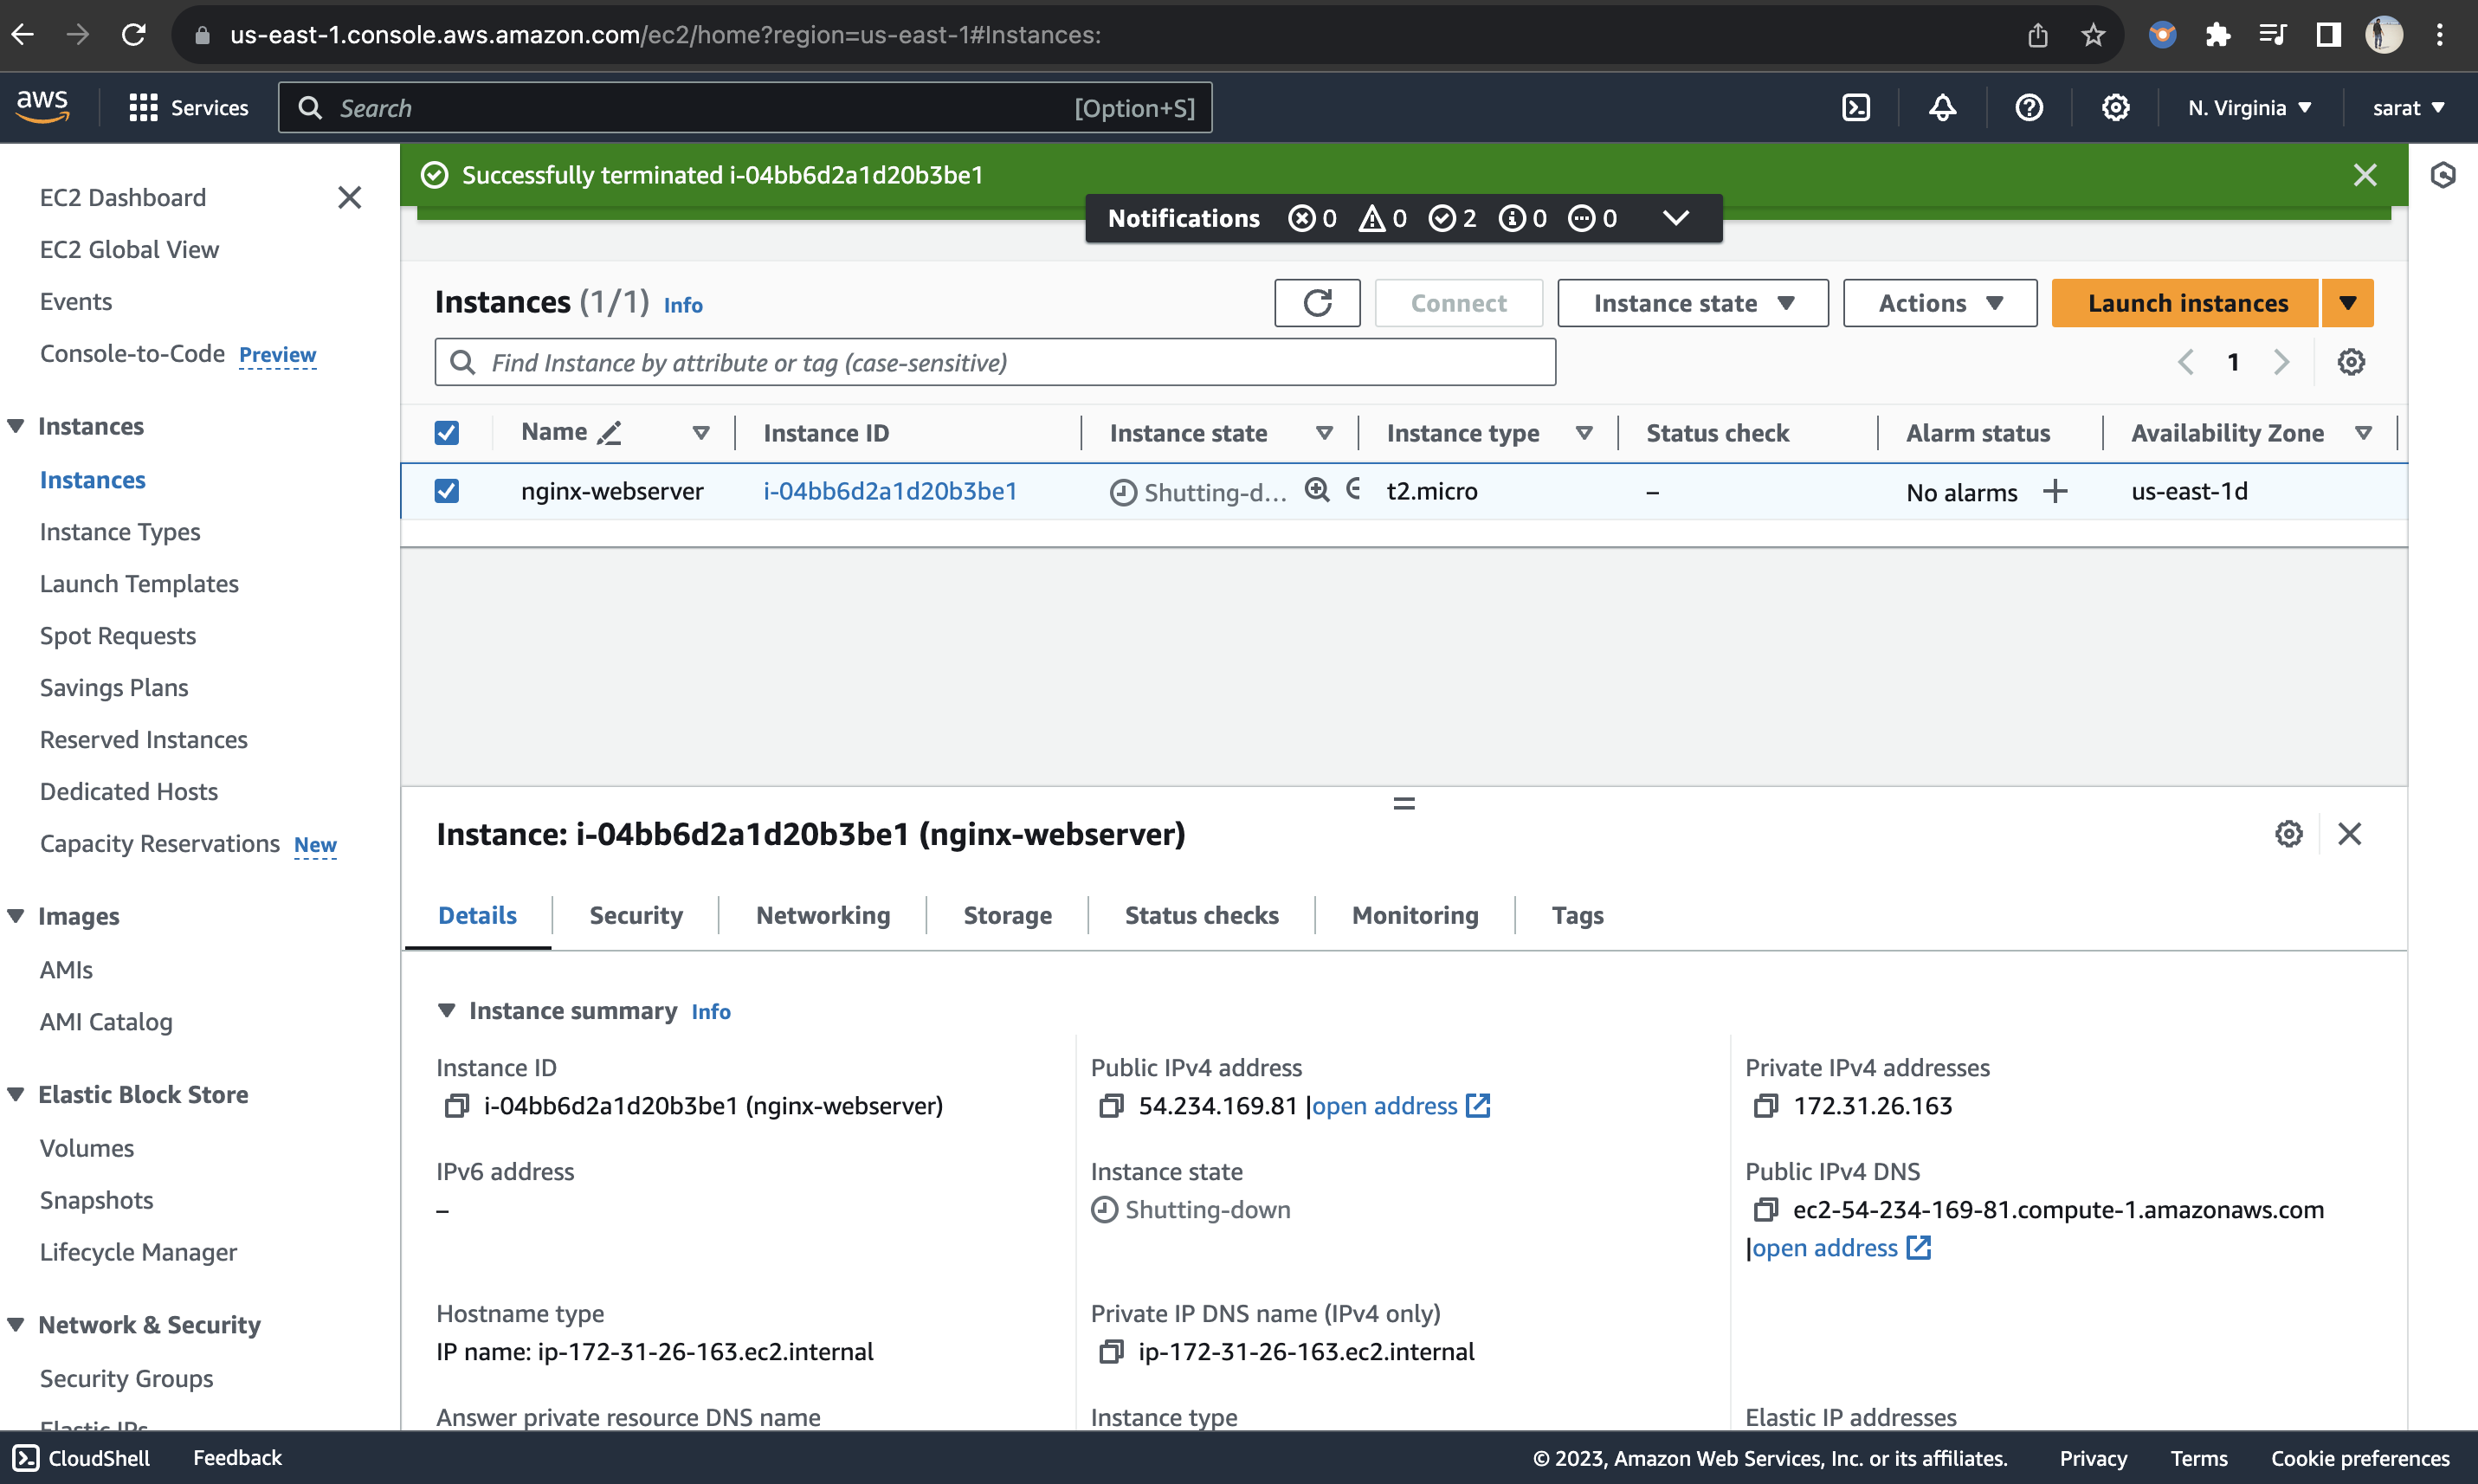 us-east-1.console.aws.amazon.com/ec2/home?region=us-east-1#Instances:
aws
Services
Search
[Option+S]
N. Virginia
sarat
Successfully terminated i-04bb6d2a1d20b3be1
Notifications 0 0 2 0 0
EC2 Dashboard
EC2 Global View
Events
Console-to-Code Preview
Instances
Instances
Instance Types
Launch Templates
Spot Requests
Savings Plans
Reserved Instances
Dedicated Hosts
Capacity Reservations New
Images
AMIs
AMI Catalog
Elastic Block Store
Volumes
Snapshots
Lifecycle Manager
Network & Security
Security Groups
Elastic IPs
Instances (1/1) Info
Connect
Instance state
Actions
Launch instances
Find Instance by attribute or tag (case-sensitive)
1
Name
Instance ID
Instance state
Instance type
Status check
Alarm status
Availability Zone
nginx-webserver
i-04bb6d2a1d20b3be1
Shutting-d...
t2.micro
–
No alarms
us-east-1d
Instance: i-04bb6d2a1d20b3be1 (nginx-webserver)
Details
Security
Networking
Storage
Status checks
Monitoring
Tags
Instance summary Info
Instance ID
i-04bb6d2a1d20b3be1 (nginx-webserver)
Public IPv4 address
54.234.169.81 |open address
Private IPv4 addresses
172.31.26.163
IPv6 address
–
Instance state
Shutting-down
Public IPv4 DNS
ec2-54-234-169-81.compute-1.amazonaws.com
|open address
Hostname type
IP name: ip-172-31-26-163.ec2.internal
Private IP DNS name (IPv4 only)
ip-172-31-26-163.ec2.internal
Answer private resource DNS name
Instance type
Elastic IP addresses
CloudShell
Feedback
© 2023, Amazon Web Services, Inc. or its affiliates.
Privacy
Terms
Cookie preferences